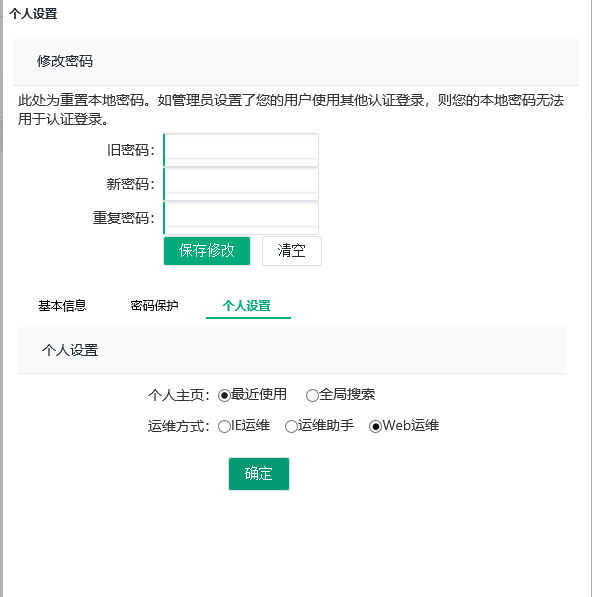 个人设置
修改密码
此处为重置本地密码。如管理员设置了您的用户使用其他认证登录，则您的本地密码无法
用于认证登录。
旧密码：
新密码：
重复密码：
保存修改 清空
基本信息 密码保护 个人设置
个人设置
个人主页： 最近使用 全局搜索
运维方式： IE运维 运维助手 Web运维
确定